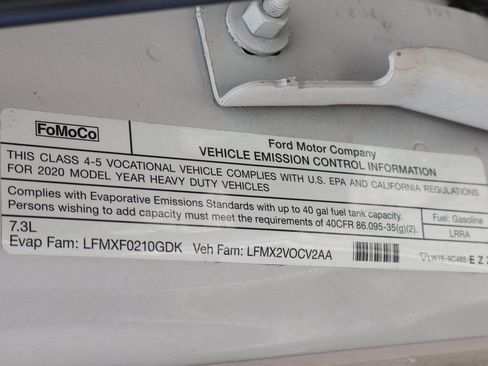 FoMoCo
Ford Motor Company
VEHICLE EMISSION CONTROL INFORMATION
THIS CLASS 4-5 VOCATIONAL VEHICLE COMPLIES WITH U.S. EPA AND CALIFORNIA REGULATIONS
FOR 2020 MODEL YEAR HEAVY DUTY VEHICLES
Complies with Evaporative Emissions Standards with up to 40 gal fuel tank capacity.
Persons wishing to add capacity must meet the requirements of 40CFR 86.095-35(g)(2).
Fuel: Gasoline
LRRA
7.3L
Evap Fam: LFMXF0210GDK Veh Fam: LFMX2VOCV2AA
LW7E-9C485-EZ